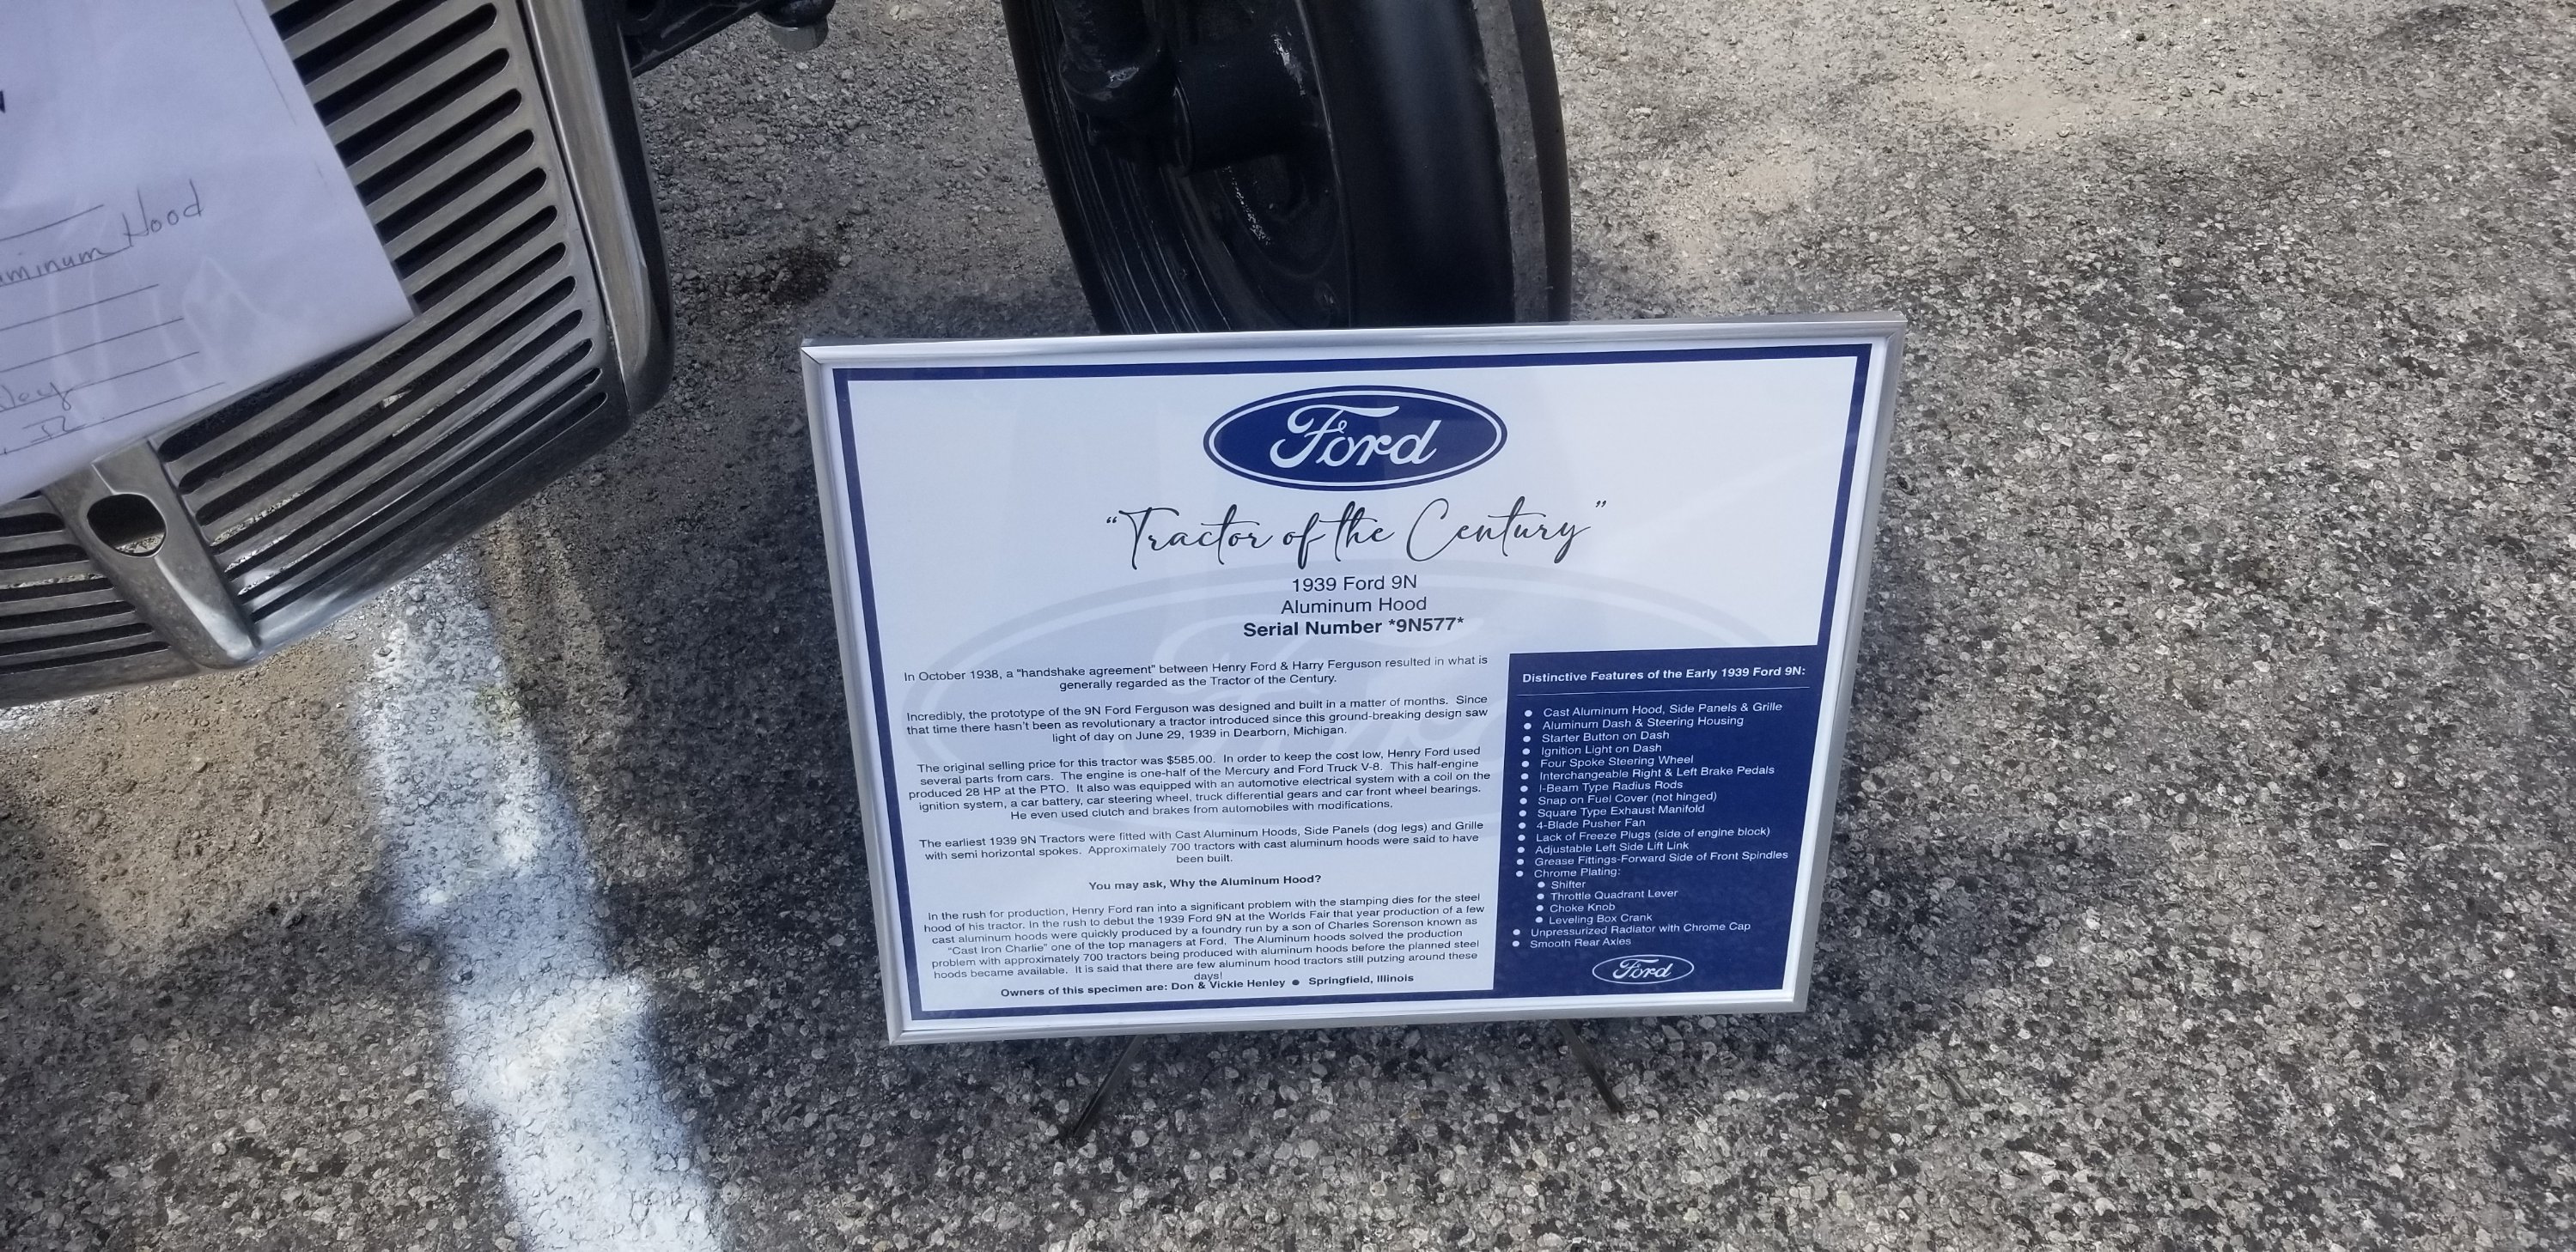 Hood
Ford
"Tractor of the Century"
1939 Ford 9N
Aluminum Hood
Serial Number *9N577*
In October 1938, a "handshake agreement" between Henry Ford & Harry Ferguson resulted in what is
generally regarded as the Tractor of the Century.
Incredibly, the prototype of the 9N Ford Ferguson was designed and built in a matter of months. Since
that time there hasn't been as revolutionary a tractor introduced since this ground-breaking design saw
light of day on June 29, 1939 in Dearborn, Michigan.
The original selling price for this tractor was $585.00. In order to keep the cost low, Henry Ford used
several parts from cars. The engine is one-half of the Mercury and Ford Truck V-8. This half-engine
produced 28 HP at the PTO. It also was equipped with an automotive electrical system with a coil on the
ignition system, a car battery, car steering wheel, truck differential gears and car front wheel bearings.
He even used clutch and brakes from automobiles with modifications.
The earliest 1939 9N Tractors were fitted with Cast Aluminum Hoods, Side Panels (dog legs) and Grille
with semi horizontal spokes. Approximately 700 tractors with cast aluminum hoods were said to have
been built.
You may ask, Why the Aluminum Hood?
In the rush for production, Henry Ford ran into a significant problem with the stamping dies for the steel
hood of his tractor. In the rush to debut the 1939 Ford 9N at the Worlds Fair that year production of a few
cast aluminum hoods were quickly produced by a foundry run by a son of Charles Sorenson known as
"Cast Iron Charlie" one of the top managers at Ford. The Aluminum hoods solved the production
problem with approximately 700 tractors being produced with aluminum hoods before the planned steel
hoods became available. It is said that there are few aluminum hood tractors still putzing around these
days!
Owners of this specimen are: Don & Vickie Henley ● Springfield, Illinois
Distinctive Features of the Early 1939 Ford 9N:
● Cast Aluminum Hood, Side Panels & Grille
● Aluminum Dash & Steering Housing
● Starter Button on Dash
● Ignition Light on Dash
● Four Spoke Steering Wheel
● Interchangeable Right & Left Brake Pedals
● I-Beam Type Radius Rods
● Snap on Fuel Cover (not hinged)
● Square Type Exhaust Manifold
● 4-Blade Pusher Fan
● Lack of Freeze Plugs (side of engine block)
● Adjustable Left Side Lift Link
● Grease Fittings-Forward Side of Front Spindles
● Chrome Plating:
● Shifter
● Throttle Quadrant Lever
● Choke Knob
● Leveling Box Crank
● Unpressurized Radiator with Chrome Cap
● Smooth Rear Axles
Ford